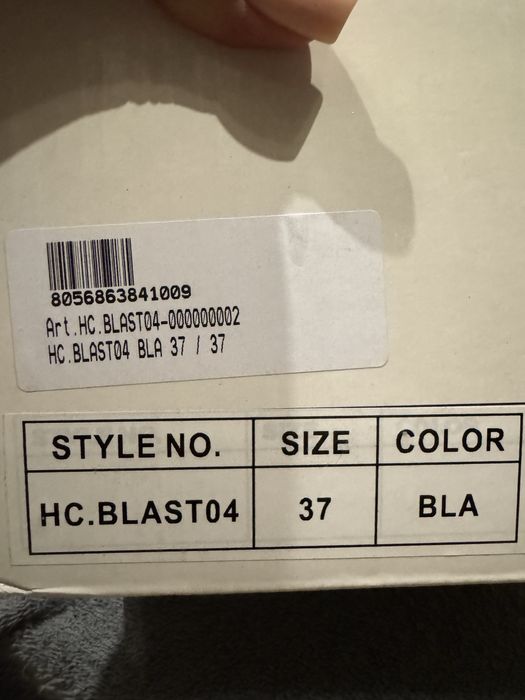 8056863841009
Art.HC.BLAST04-000000002
HC.BLAST04 BLA 37 / 37
STYLE NO. SIZE COLOR
HC.BLAST04 37 BLA